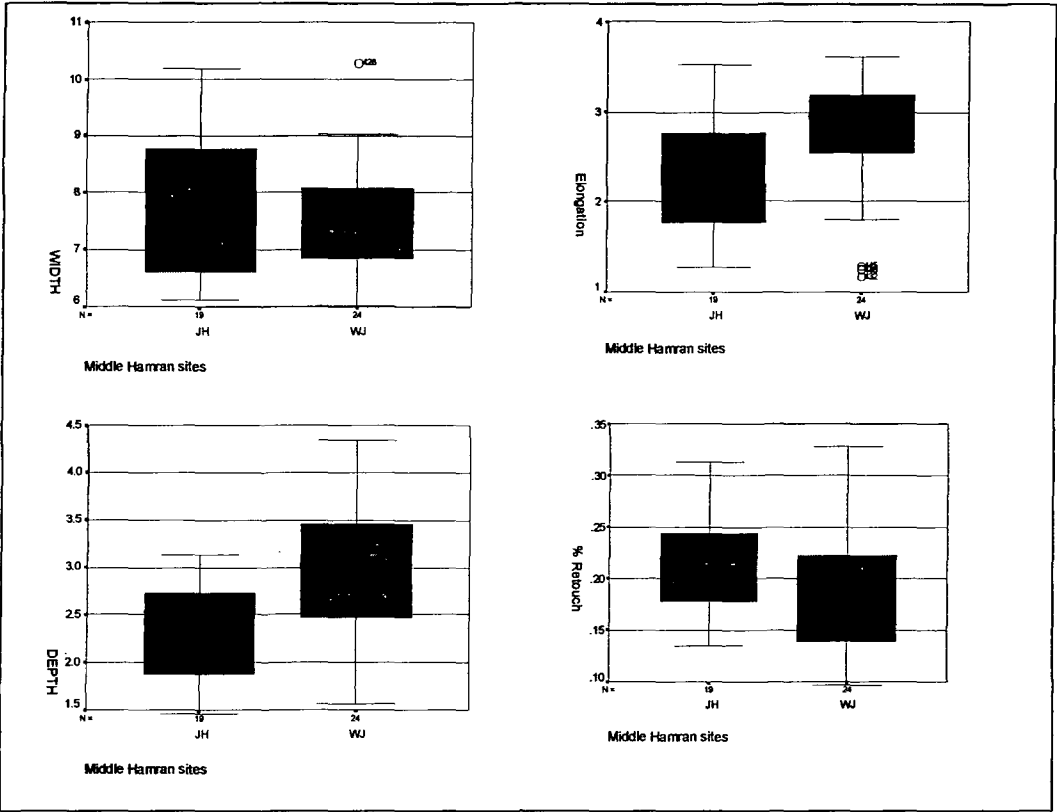 11
10
9
8
7
6
WIDTH
428
N =
19
24
JH
WJ
Middle Hamran sites
4
3
2
1
Elongation
N =
19
24
JH
WJ
Middle Hamran sites
4.5
4.0
3.5
3.0
2.5
2.0
1.5
DEPTH
N =
19
24
JH
WJ
Middle Hamran sites
.35
.30
.25
.20
.15
.10
% Retouch
N =
19
24
JH
WJ
Middle Hamran sites